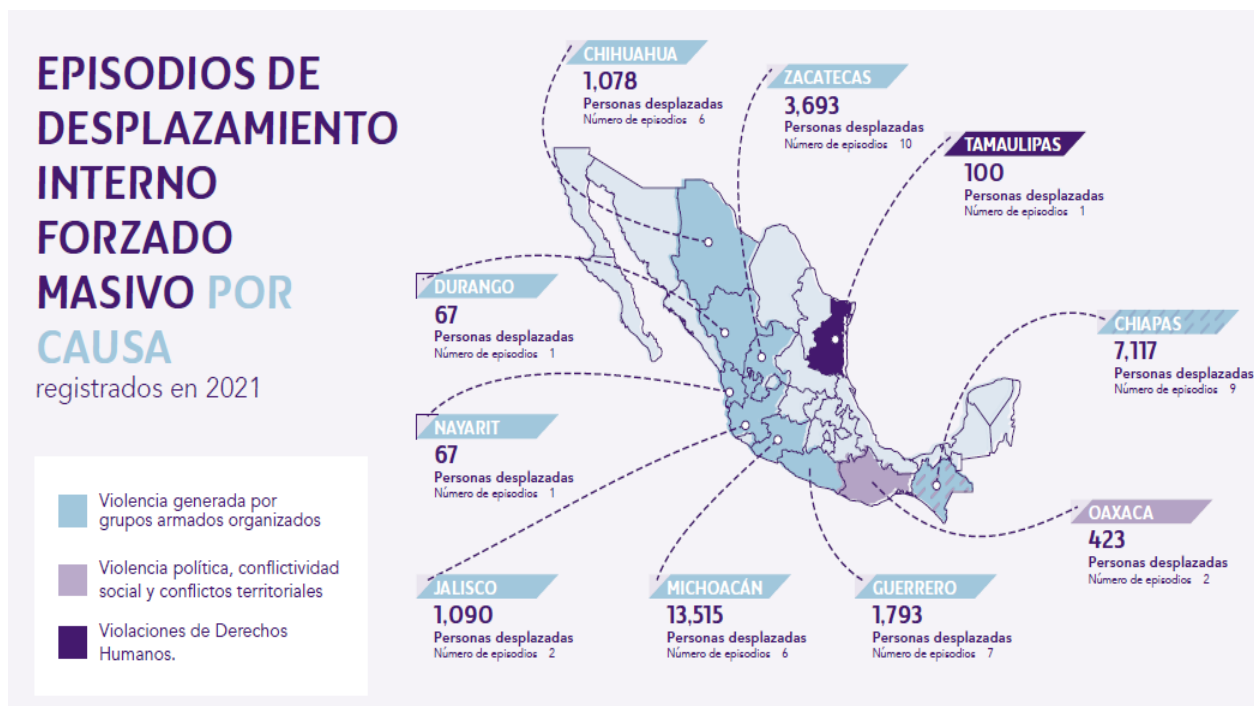 EPISODIOS DE
DESPLAZAMIENTO
INTERNO
FORZADO
MASIVO POR
CAUSA
registrados en 2021
Violencia generada por
grupos armados organizados
Violencia política, conflictividad
social y conflictos territoriales
Violaciones de Derechos
Humanos.
CHIHUAHUA
1,078
Personas desplazadas
Número de episodios 6
ZACATECAS
3,693
Personas desplazadas
Número de episodios 10
TAMAULIPAS
100
Personas desplazadas
Número de episodios 1
DURANGO
67
Personas desplazadas
Número de episodios 1
CHIAPAS
7,117
Personas desplazadas
Número de episodios 9
NAYARIT
67
Personas desplazadas
Número de episodios 1
OAXACA
423
Personas desplazadas
Número de episodios 2
JALISCO
1,090
Personas desplazadas
Número de episodios 2
MICHOACÁN
13,515
Personas desplazadas
Número de episodios 6
GUERRERO
1,793
Personas desplazadas
Número de episodios 7